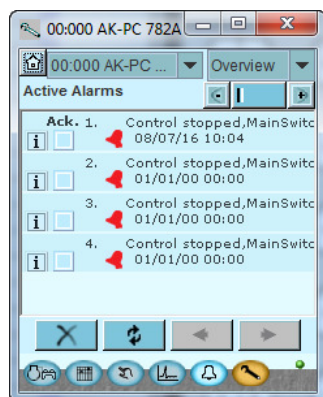 00:000 AK-PC 782A
00:000 AK-PC ... Overview
Active Alarms
Ack. 1. Control stopped,MainSwitc
08/07/16 10:04
i
2. Control stopped,MainSwitc
01/01/00 00:00
i
3. Control stopped,MainSwitc
01/01/00 00:00
i
4. Control stopped,MainSwitc
01/01/00 00:00
i